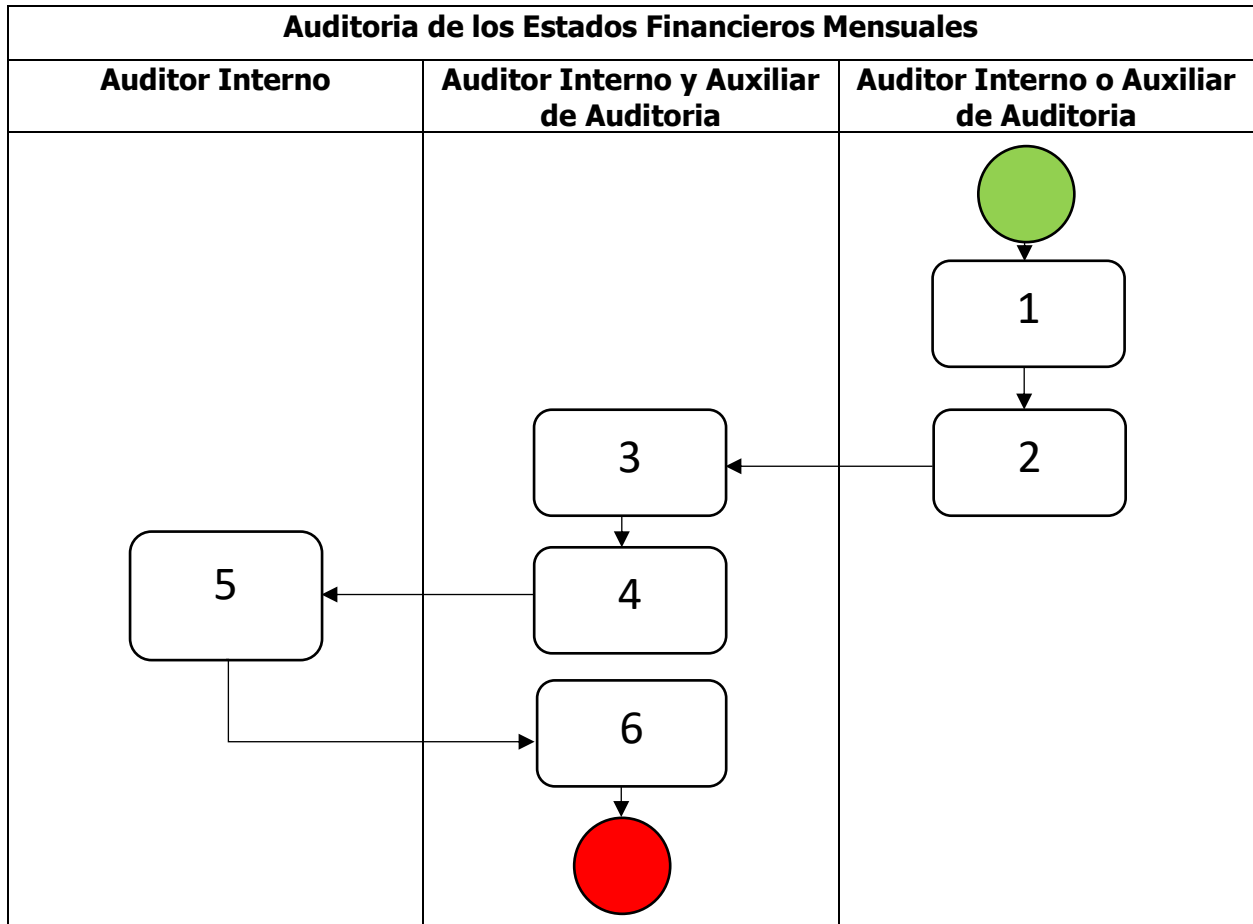 Auditoria de los Estados Financieros Mensuales
Auditor Interno
Auditor Interno y Auxiliar
de Auditoria
Auditor Interno o Auxiliar
de Auditoria
1
2
3
4
5
6